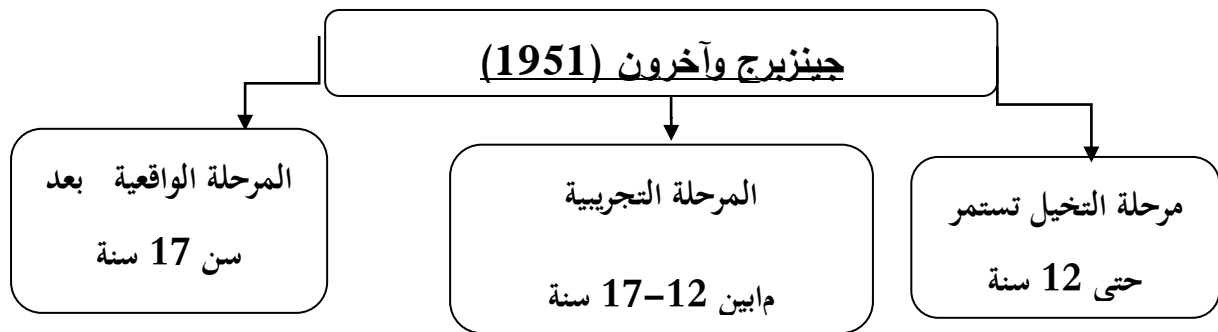 جينزبرج وآخرون (1951)
مرحلة التخيل تستمر
حتى 12 سنة
المرحلة التجريبية
مابين 12–17 سنة
المرحلة الواقعية بعد
سن 17 سنة